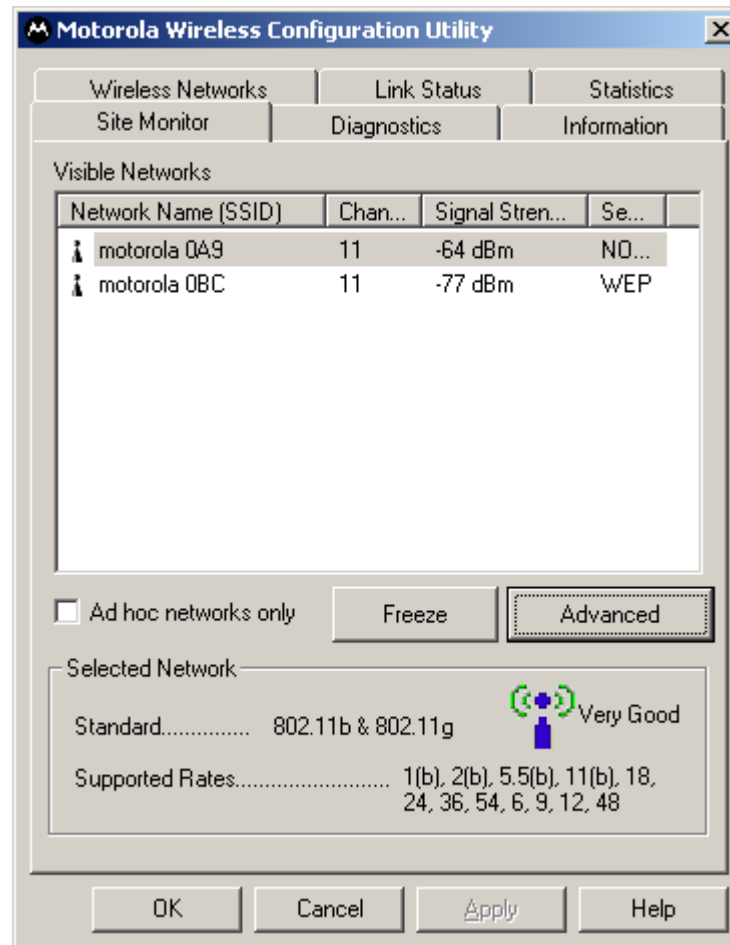 Motorola Wireless Configuration Utility
Wireless Networks Link Status Statistics
Site Monitor Diagnostics Information
Visible Networks
Network Name (SSID) Chan... Signal Stren... Se...
motorola 0A9 11 -64 dBm NO...
motorola 0BC 11 -77 dBm WEP
Ad hoc networks only Freeze Advanced
Selected Network
Standard............... 802.11b & 802.11g Very Good
Supported Rates.......................... 1(b), 2(b), 5.5(b), 11(b), 18,
24, 36, 54, 6, 9, 12, 48
OK Cancel Apply Help